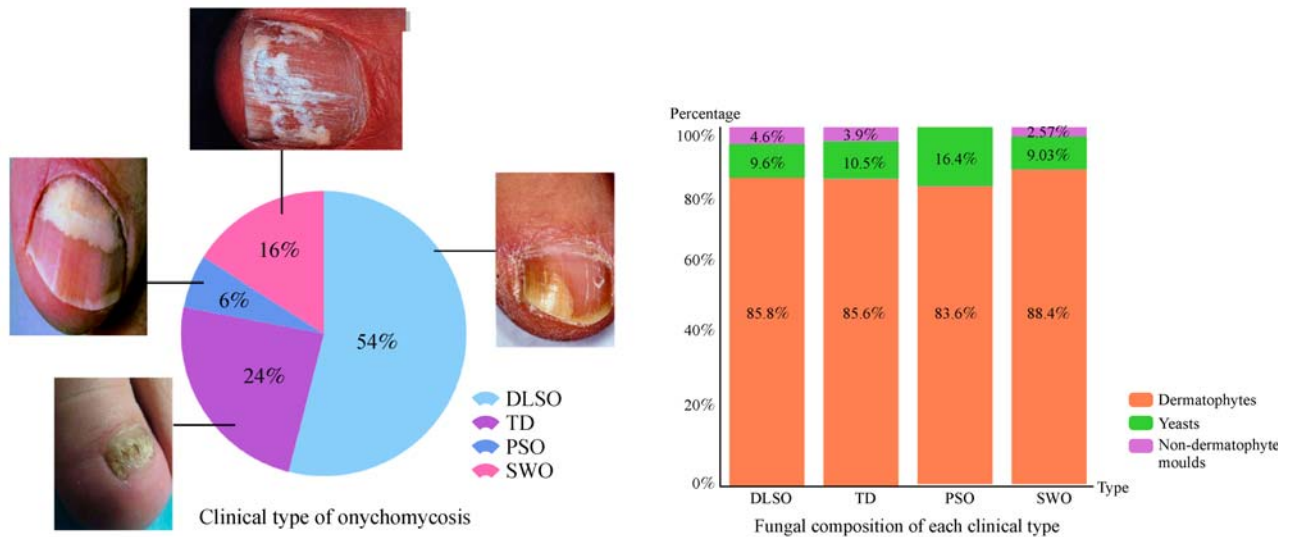 16%
6%
54%
24%
DLSO
TD
PSO
SWO
Clinical type of onychomycosis
Percentage
100%
80%
60%
40%
20%
0%
4.6%
3.9%
2.57%
9.6%
10.5%
16.4%
9.03%
85.8%
85.6%
83.6%
88.4%
Dermatophytes
Yeasts
Non-dermatophyte
moulds
DLSO
TD
PSO
SWO
Type
Fungal composition of each clinical type